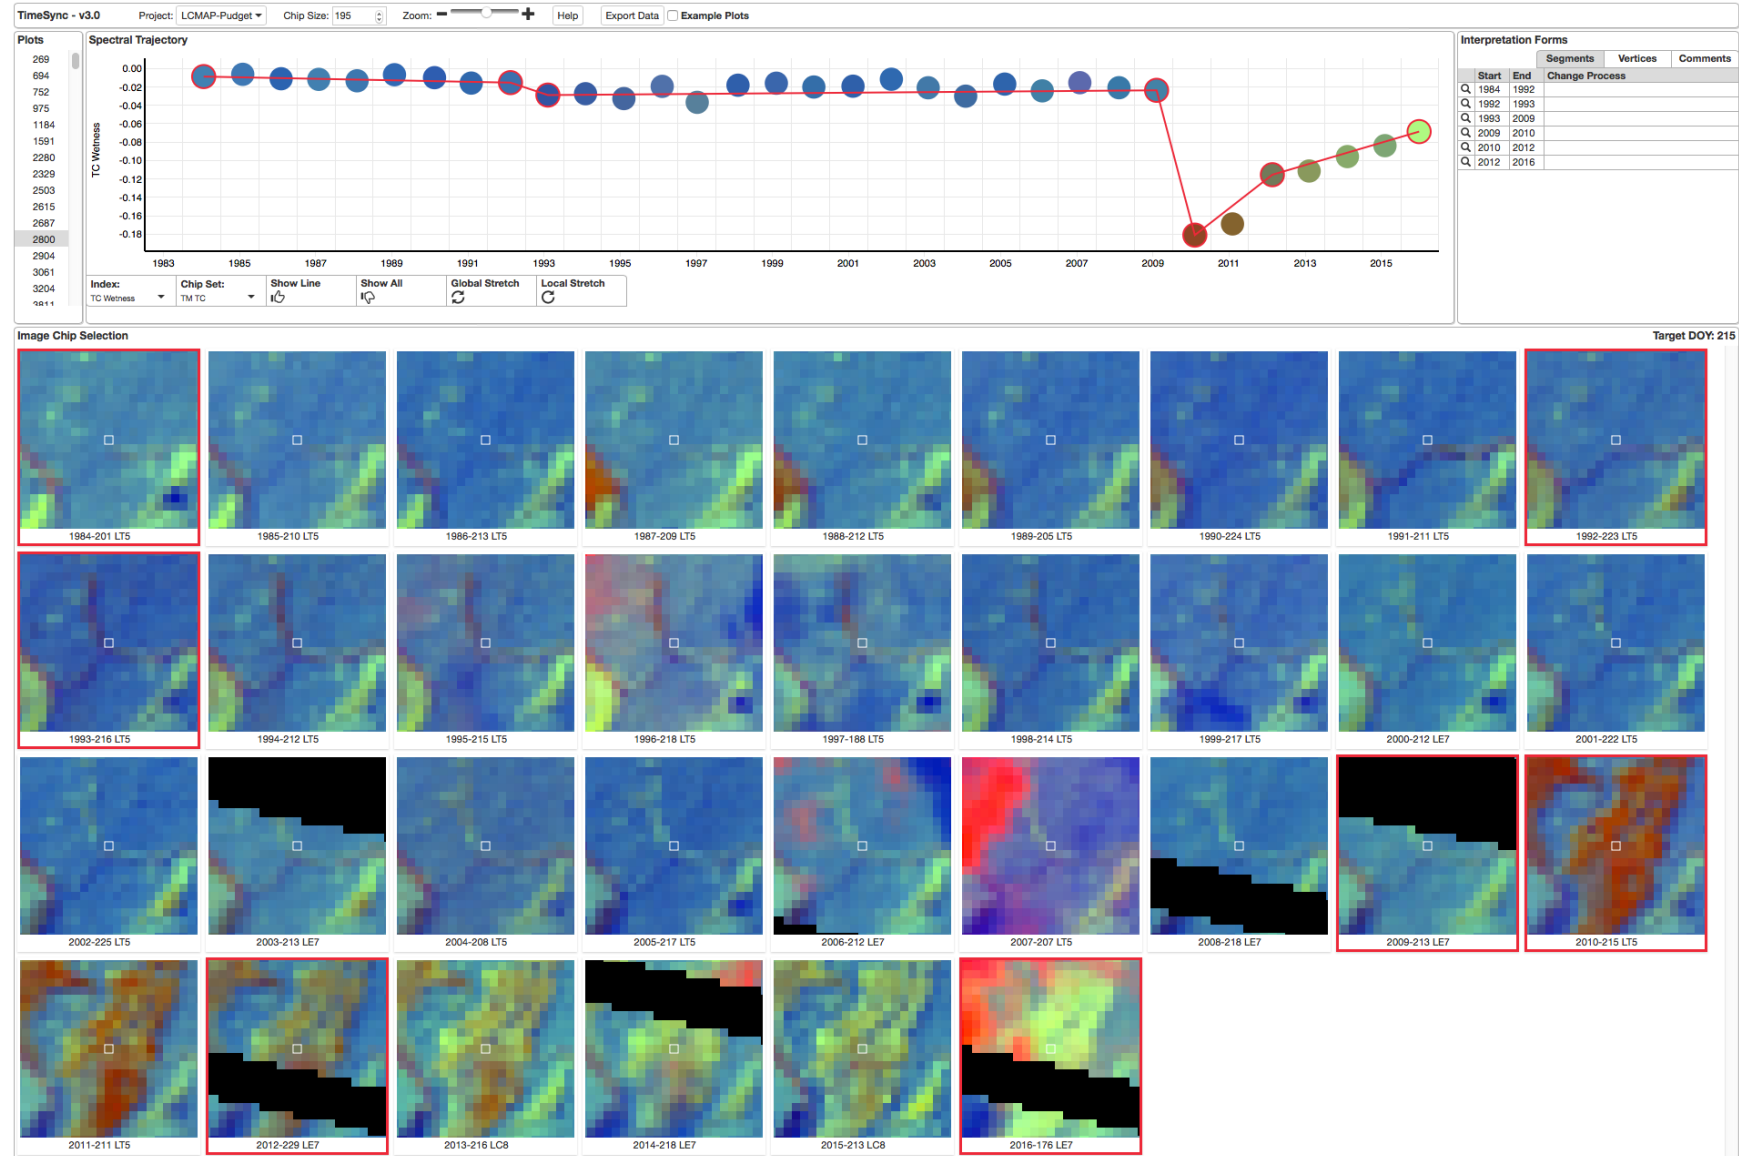 TimeSync - v3.0 Project: LCMAP-Pudget Chip Size: 195 Zoom: Help Export Data Example Plots
Plots
269
694
752
975
1184
1591
2280
2329
2503
2615
2687
2800
2904
3061
3204
3811
Spectral Trajectory
TC Wetness
0.00
-0.02
-0.04
-0.06
-0.08
-0.10
-0.12
-0.14
-0.16
-0.18
1983 1985 1987 1989 1991 1993 1995 1997 1999 2001 2003 2005 2007 2009 2011 2013 2015
Index: Chip Set: Show Line Show All Global Stretch Local Stretch
TC Wetness TM TC
Interpretation Forms
Segments Vertices Comments
Start End Change Process
1984 1992
1992 1993
1993 2009
2009 2010
2010 2012
2012 2016
Image Chip Selection Target DOY: 215
1984-201 LT5 1985-210 LT5 1986-213 LT5 1987-209 LT5 1988-212 LT5 1989-205 LT5 1990-224 LT5 1991-211 LT5 1992-223 LT5
1993-216 LT5 1994-212 LT5 1995-215 LT5 1996-218 LT5 1997-188 LT5 1998-214 LT5 1999-217 LT5 2000-212 LE7 2001-222 LT5
2002-225 LT5 2003-213 LE7 2004-208 LT5 2005-217 LT5 2006-212 LE7 2007-207 LT5 2008-218 LE7 2009-213 LE7 2010-215 LT5
2011-211 LT5 2012-229 LE7 2013-216 LC8 2014-218 LE7 2015-213 LC8 2016-176 LE7